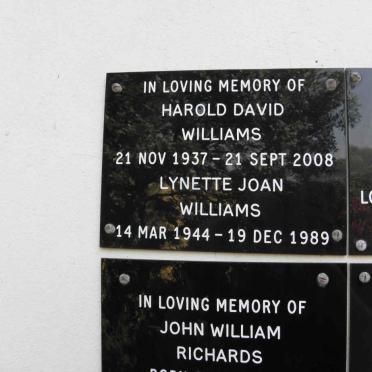 IN LOVING MEMORY OF
HAROLD DAVID
WILLIAMS
21 NOV 1937 - 21 SEPT 2008
LYNETTE JOAN
WILLIAMS
14 MAR 1944 - 19 DEC 1989
IN LOVING MEMORY OF
JOHN WILLIAM
RICHARDS